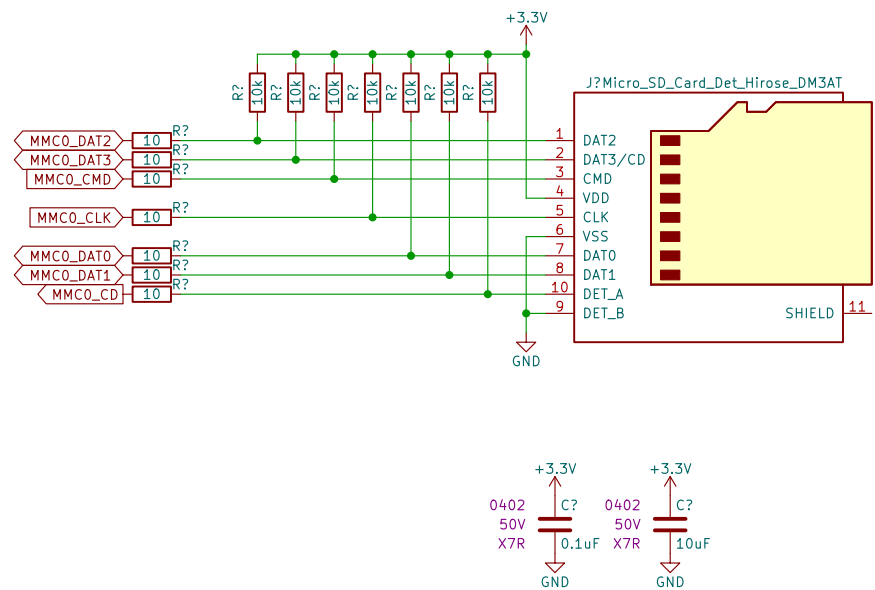 +3.3V
J?Micro_SD_Card_Det_Hirose_DM3AT
R? 10k R? 10k R? 10k R? 10k R? 10k R? 10k R? 10k
MMC0_DAT2 10 R? 1 DAT2
MMC0_DAT3 10 R? 2 DAT3/CD
MMC0_CMD 10 R? 3 CMD
4 VDD
MMC0_CLK 10 R? 5 CLK
6 VSS
MMC0_DAT0 10 R? 7 DAT0
MMC0_DAT1 10 R? 8 DAT1
MMC0_CD 10 R? 10 DET_A
9 DET_B SHIELD 11
GND
+3.3V +3.3V
0402 C? 0402 C?
50V 50V
X7R 0.1uF X7R 10uF
GND GND